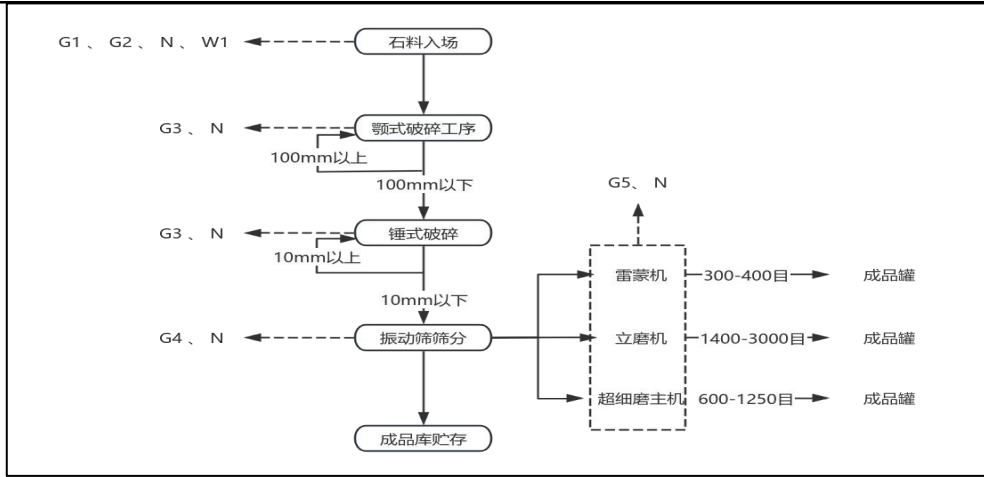 G1 、 G2 、 N 、 W1
石料入场
G3 、 N
颚式破碎工序
100mm以上
100mm以下
G3 、 N
锤式破碎
10mm以上
10mm以下
G4 、 N
振动筛筛分
成品库贮存
G5、 N
雷蒙机
300-400目
成品罐
立磨机
1400-3000目
成品罐
超细磨主机
600-1250目
成品罐